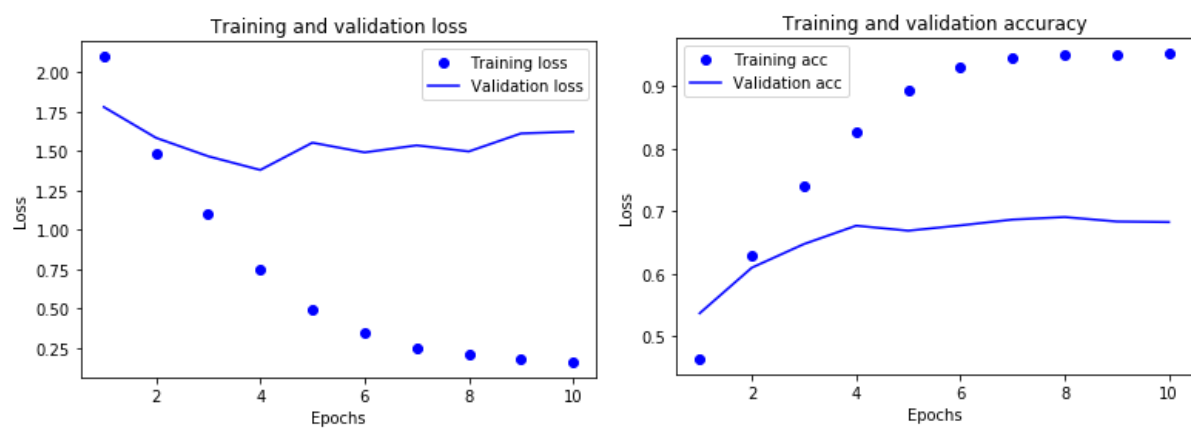 Training and validation loss
Training loss
Validation loss
2.00
1.75
1.50
1.25
1.00
0.75
0.50
0.25
Loss
2 4 6 8 10
Epochs
Training and validation accuracy
Training acc
Validation acc
0.9
0.8
0.7
0.6
0.5
Loss
2 4 6 8 10
Epochs